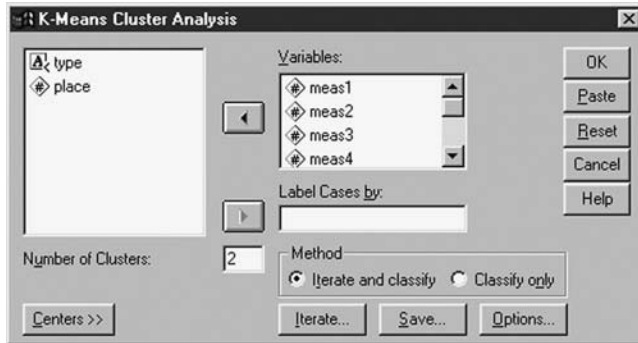 K-Means Cluster Analysis
type
place
Variables:
meas1
meas2
meas3
meas4
Label Cases by:
Number of Clusters: 2
Method
Iterate and classify Classify only
Centers >> Iterate... Save... Options...
OK
Paste
Reset
Cancel
Help